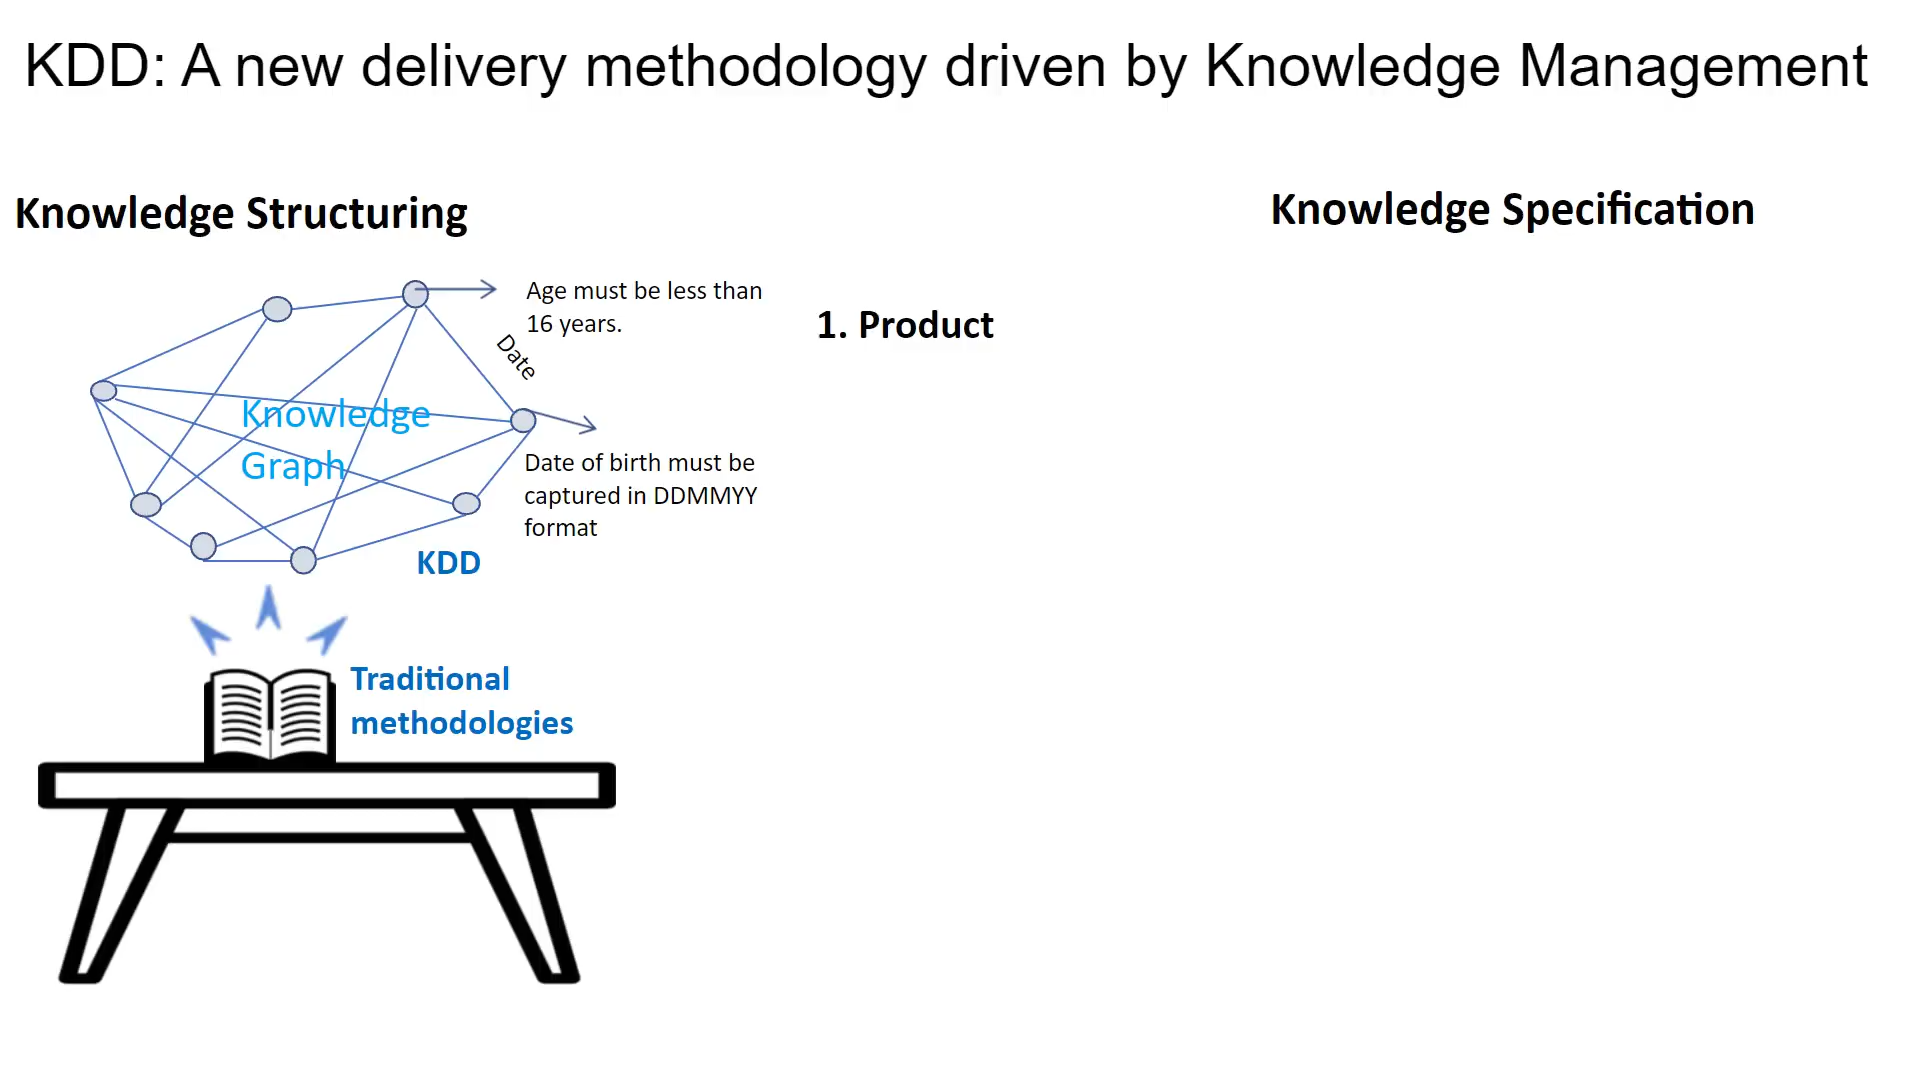 KDD: A new delivery methodology driven by Knowledge Management
Knowledge Structuring
Knowledge Specification
Age must be less than
16 years.
Date
1. Product
Knowledge
Graph
Date of birth must be
captured in DDMMYY
format
KDD
Traditional
methodologies